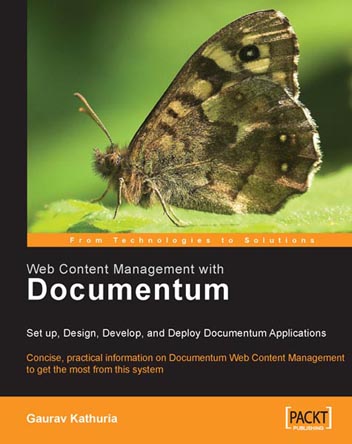 From Technologies to Solutions
Web Content Management with
Documentum
Set up, Design, Develop, and Deploy Documentum Applications
Concise, practical information on Documentum Web Content Management
to get the most from this system
Gaurav Kathuria
PACKT
PUBLISHING